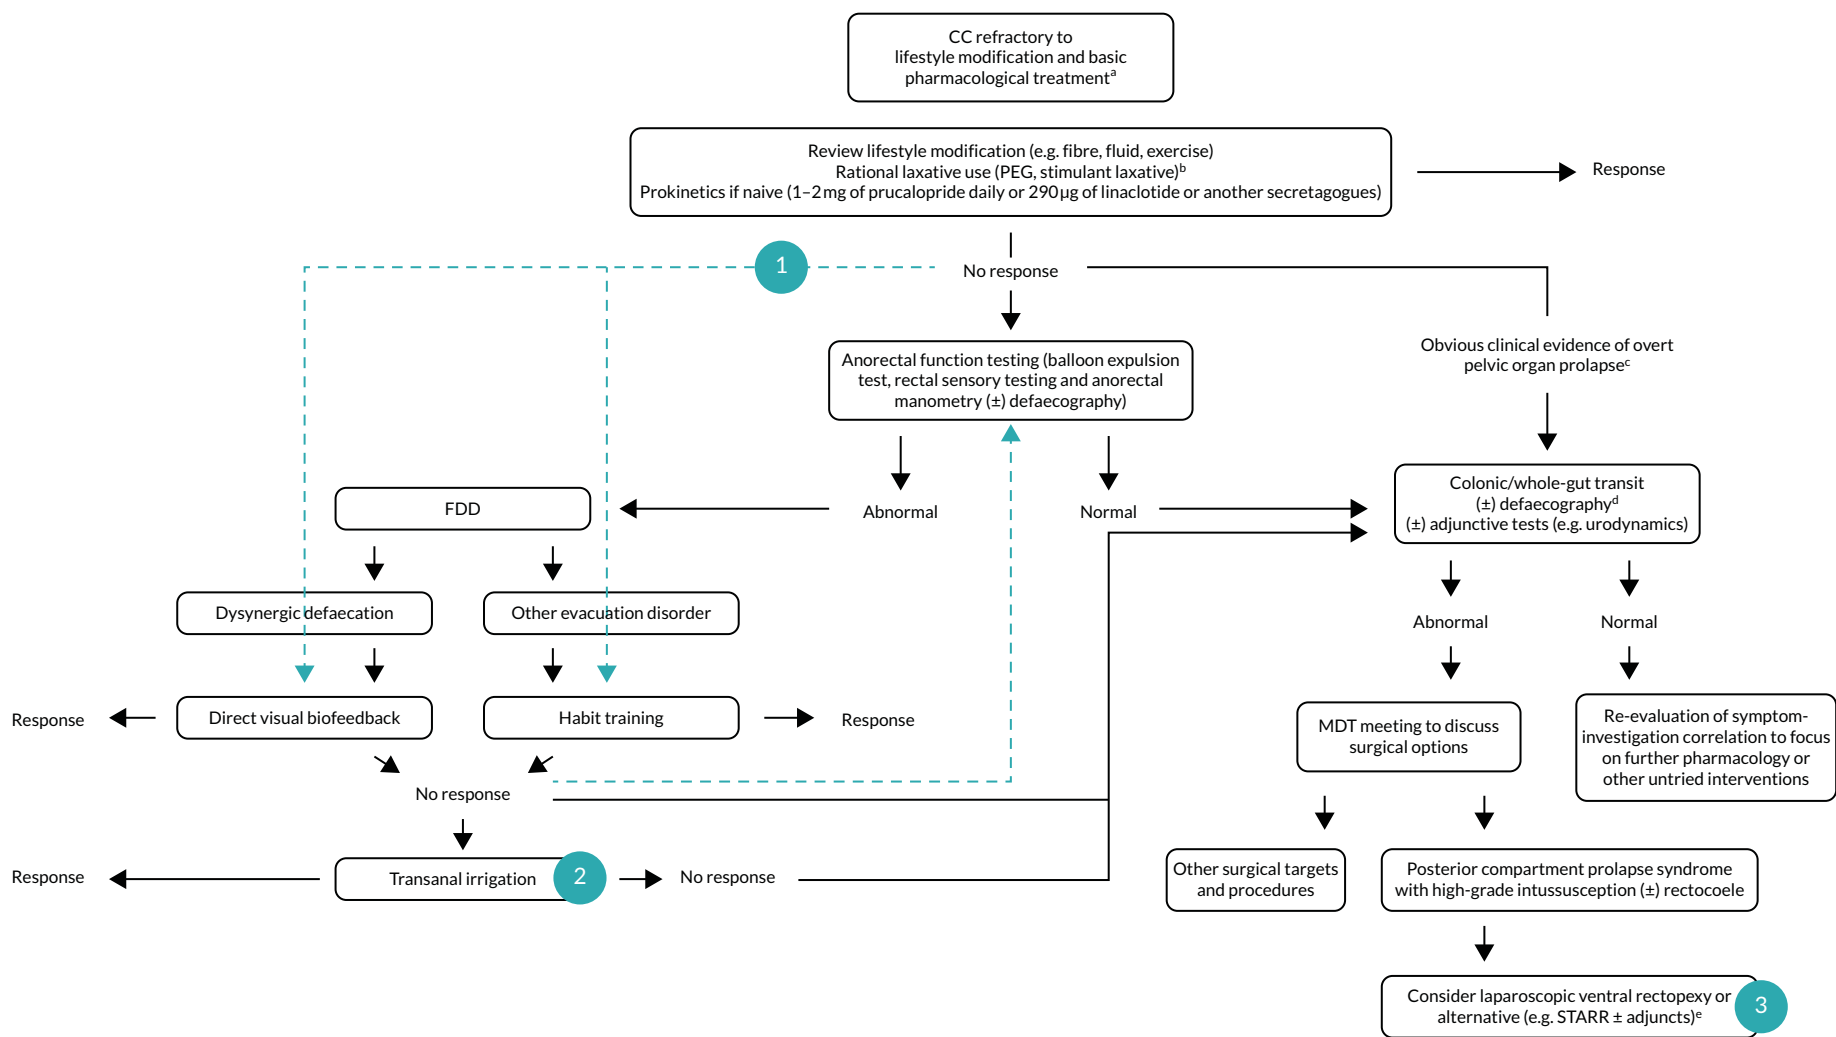 CC refractory to
lifestyle modification and basic
pharmacological treatmentᵃ
Review lifestyle modification (e.g. fibre, fluid, exercise)
Rational laxative use (PEG, stimulant laxative)ᵇ
Prokinetics if naive (1–2 mg of prucalopride daily or 290 µg of linaclotide or another secretagogues)
Response
1
No response
Obvious clinical evidence of overt
pelvic organ prolapseᶜ
Anorectal function testing (balloon expulsion
test, rectal sensory testing and anorectal
manometry (±) defaecography)
FDD
Abnormal
Normal
Colonic/whole-gut transit
(±) defaecographyᵈ
(±) adjunctive tests (e.g. urodynamics)
Dysynergic defaecation
Other evacuation disorder
Abnormal
Normal
Response
Direct visual biofeedback
Habit training
Response
MDT meeting to discuss
surgical options
Re-evaluation of symptom-
investigation correlation to focus
on further pharmacology or
other untried interventions
No response
Response
Transanal irrigation
2
No response
Other surgical targets
and procedures
Posterior compartment prolapse syndrome
with high-grade intussusception (±) rectocoele
Consider laparoscopic ventral rectopexy or
alternative (e.g. STARR ± adjuncts)ᵉ
3